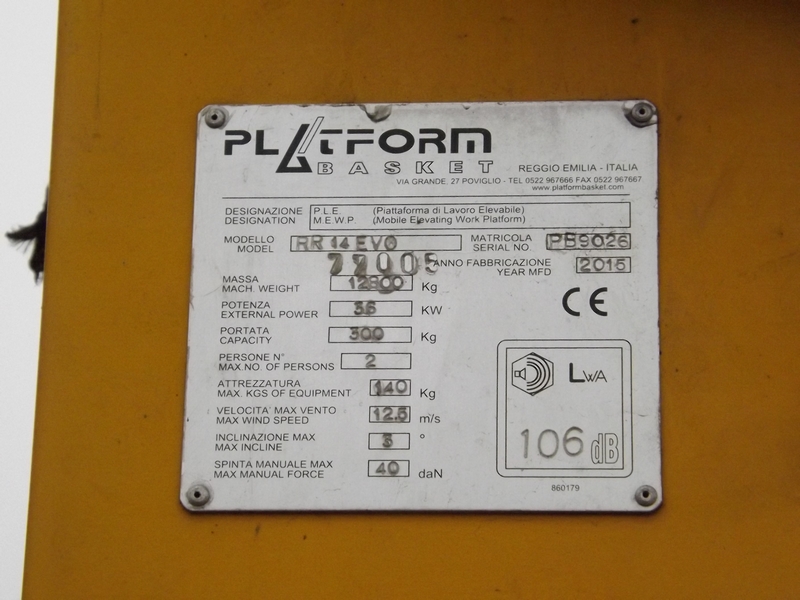 PLATFORM
BASKET
REGGIO EMILIA - ITALIA
VIA GRANDE, 27 POVIGLIO - TEL 0522 967666 FAX 0522 967667
www.platformbasket.com
DESIGNAZIONE P.L.E. (Piattaforma di Lavoro Elevabile)
DESIGNATION M.E.W.P. (Mobile Elevating Work Platform)
MODELLO
MODEL
RR 14 EVO
MATRICOLA
SERIAL NO.
PB9026
77005
ANNO FABBRICAZIONE
YEAR MFD
2015
MASSA
MACH. WEIGHT
Kg
POTENZA
EXTERNAL POWER
36 KW
PORTATA
CAPACITY
300 Kg
PERSONE N°
MAX.NO. OF PERSONS
2
ATTREZZATURA
MAX. KGS OF EQUIPMENT
140 Kg
VELOCITA' MAX VENTO
MAX WIND SPEED
12.5 m/s
INCLINAZIONE MAX
MAX INCLINE
3 °
SPINTA MANUALE MAX
MAX MANUAL FORCE
40 daN
CE
LWA
106 dB
860179